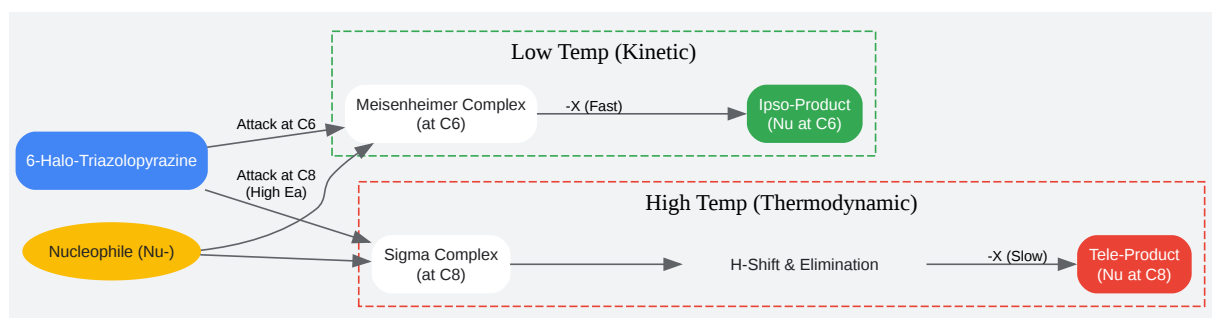 Low Temp (Kinetic)
Meisenheimer Complex
(at C6)
-X (Fast)
Ipso-Product
(Nu at C6)
6-Halo-Triazolopyrazine
Attack at C6
Attack at C8
(High Ea)
Nucleophile (Nu-)
High Temp (Thermodynamic)
Sigma Complex
(at C8)
H-Shift & Elimination
-X (Slow)
Tele-Product
(Nu at C8)